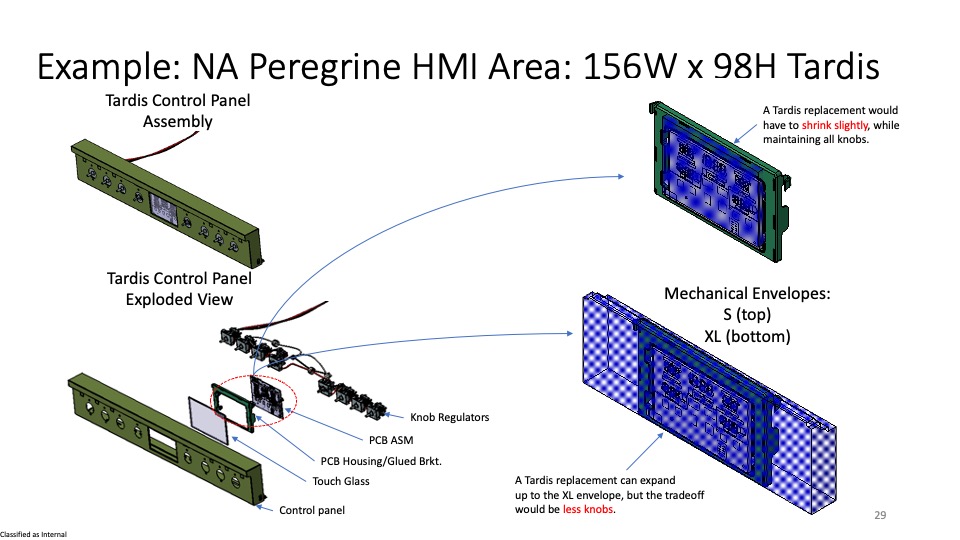 Example: NA Peregrine HMI Area: 156W x 98H Tardis
Tardis Control Panel
Assembly
A Tardis replacement would
have to shrink slightly, while
maintaining all knobs.
Tardis Control Panel
Exploded View
Mechanical Envelopes:
S (top)
XL (bottom)
Knob Regulators
PCB ASM
PCB Housing/Glued Brkt.
Touch Glass
Control panel
A Tardis replacement can expand
up to the XL envelope, but the tradeoff
would be less knobs.
29
Classified as Internal